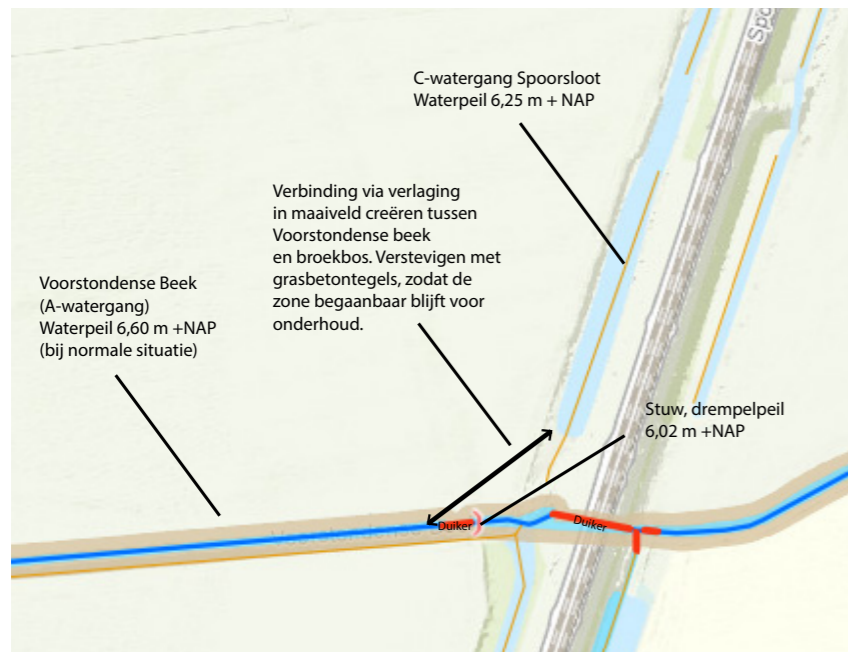 Spo
C-watergang Spoorsloot
Waterpeil 6,25 m + NAP
Verbinding via verlaging
in maaiveld creëren tussen
Voorstondense beek
en broekbos. Verstevigen met
grasbetontegels, zodat de
zone begaanbaar blijft voor
onderhoud.
Voorstondense Beek
(A-watergang)
Waterpeil 6,60 m +NAP
(bij normale situatie)
Stuw, drempelpeil
6,02 m +NAP
Duiker
Duiker
Voorstondense